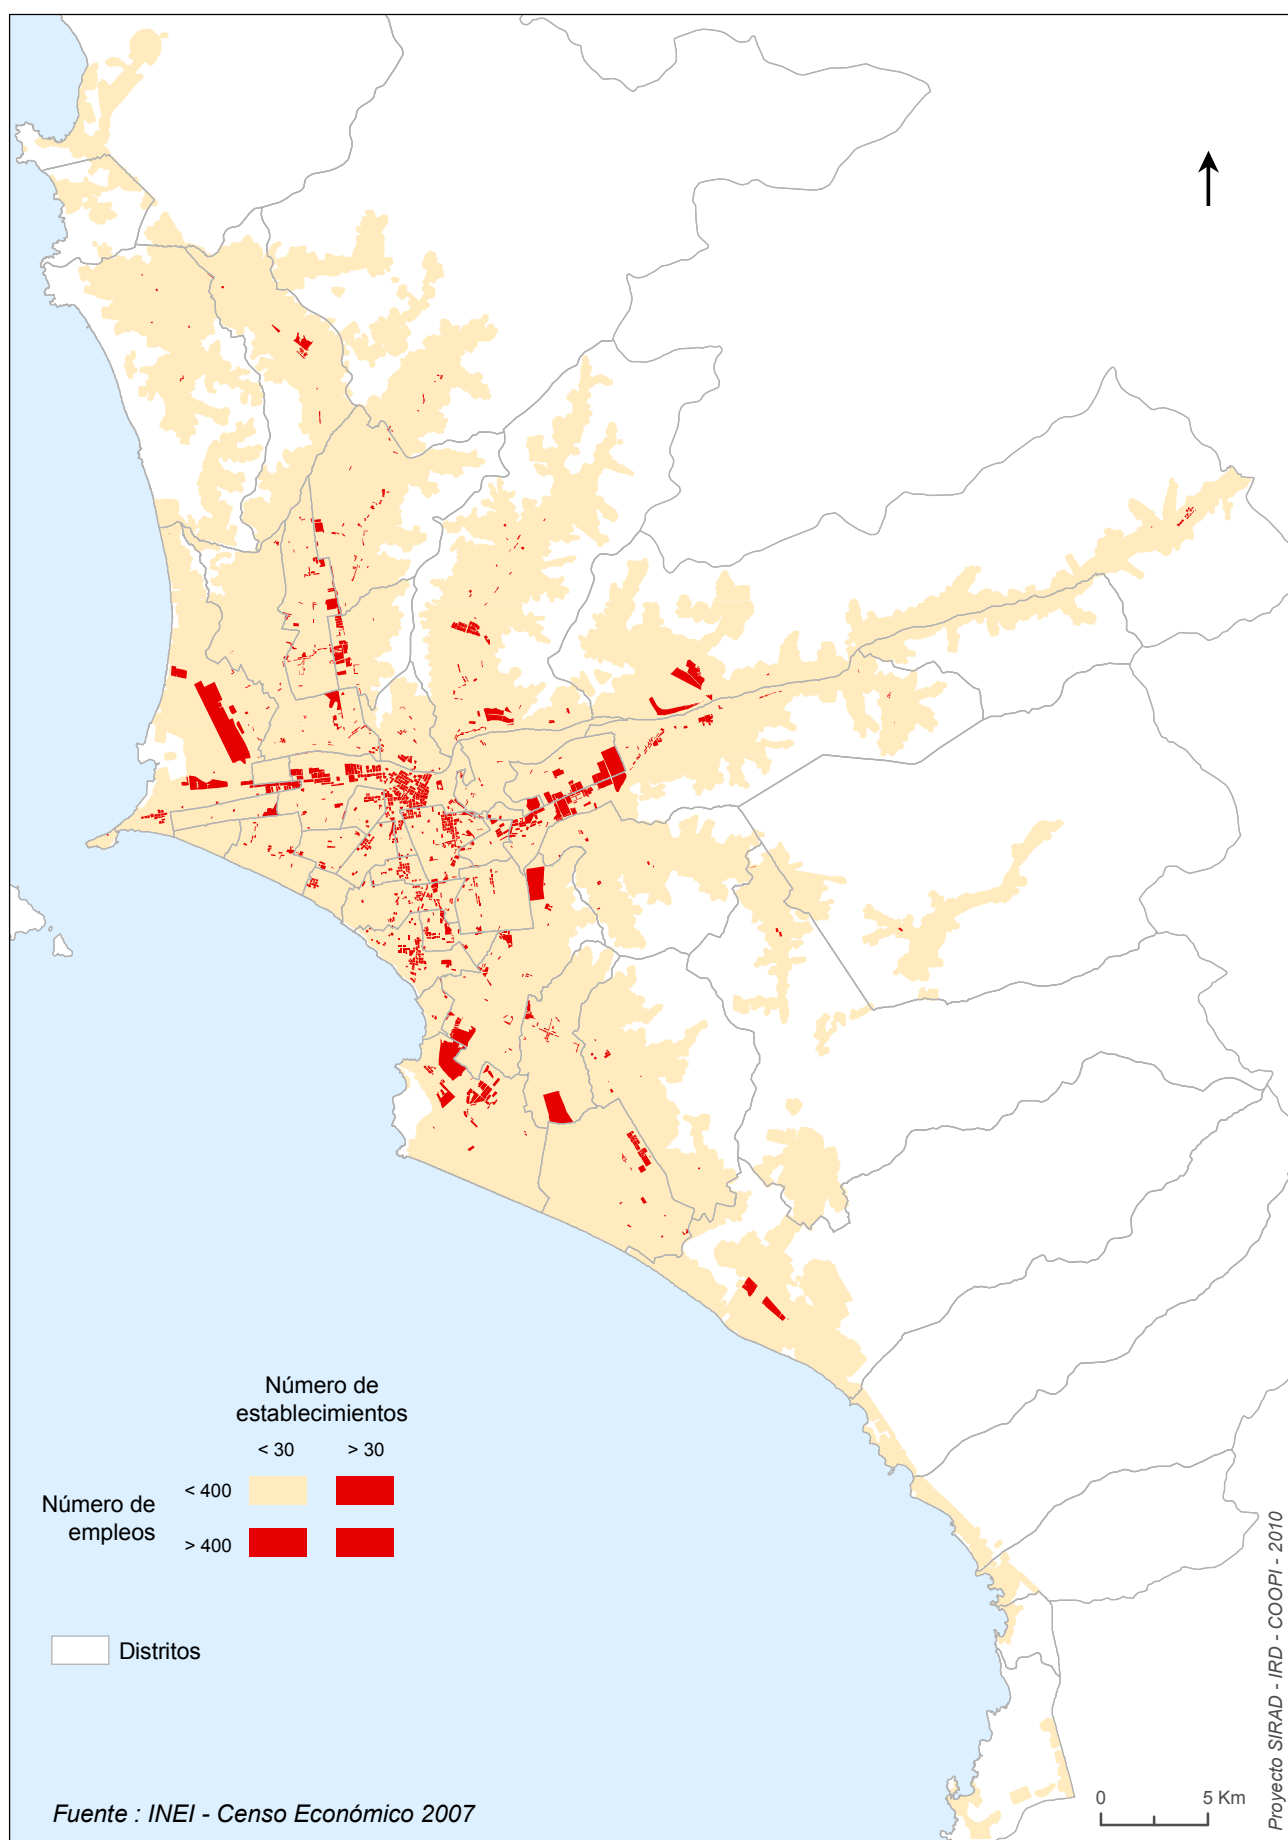 Número de
establecimientos
< 30 > 30
Número de
empleos
< 400
> 400
Distritos
Fuente : INEI - Censo Económico 2007
0 5 Km
Proyecto SIRAD - IRD - COOPI - 2010